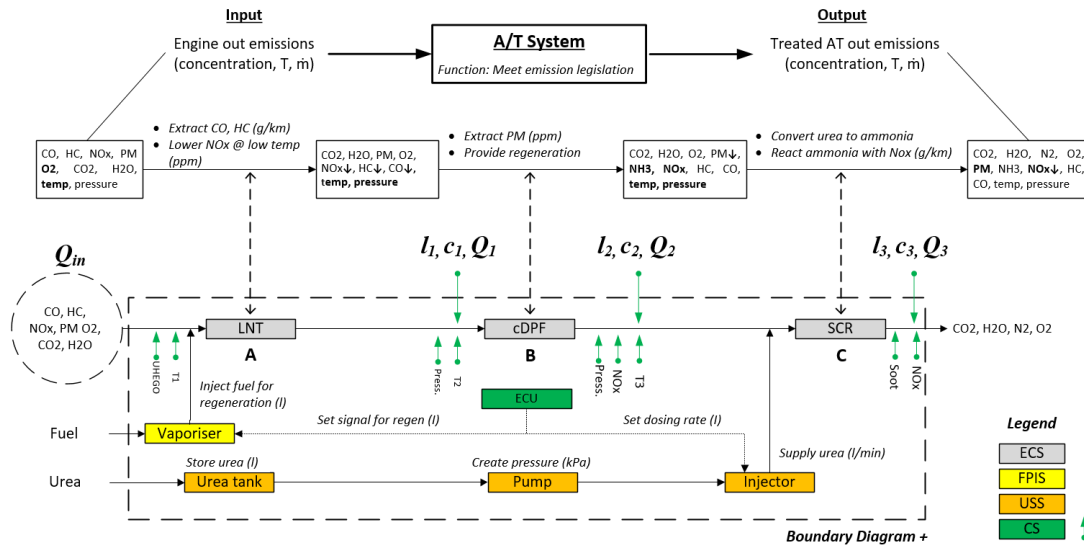 Input
Output
Engine out emissions
(concentration, T, ṁ)
A/T System
Function: Meet emission legislation
Treated AT out emissions
(concentration, T, ṁ)
• Extract CO, HC (g/km)
• Lower NOx @ low temp
(ppm)
• Extract PM (ppm)
• Provide regeneration
• Convert urea to ammonia
• React ammonia with Nox (g/km)
CO, HC, NOx, PM
O2, CO2, H2O,
temp, pressure
CO2, H2O, PM, O2,
NOx↓, HC↓, CO↓,
temp, pressure
CO2, H2O, O2, PM↓,
NH3, NOx, HC, CO,
temp, pressure
CO2, H2O, N2, O2,
PM, NH3, NOx↓, HC,
CO, temp, pressure
Qin
l1, c1, Q1
l2, c2, Q2
l3, c3, Q3
CO, HC,
NOx, PM O2,
CO2, H2O
LNT
cDPF
SCR
CO2, H2O, N2, O2
A
B
C
UHEGO
T1
Press.
T2
Press.
NOx
T3
Soot
NOx
Inject fuel for
regeneration (l)
ECU
Set signal for regen (l)
Set dosing rate (l)
Legend
Fuel
Vaporiser
ECS
Supply urea (l/min)
FPIS
Store urea (l)
Create pressure (kPa)
Urea
Urea tank
Pump
Injector
USS
CS
Boundary Diagram +